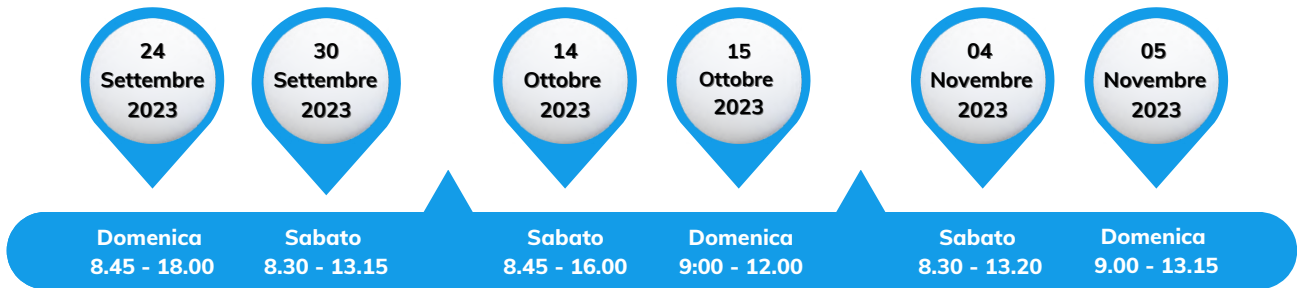 24
Settembre
2023
30
Settembre
2023
14
Ottobre
2023
15
Ottobre
2023
04
Novembre
2023
05
Novembre
2023
Domenica
8.45 - 18.00
Sabato
8.30 - 13.15
Sabato
8.45 - 16.00
Domenica
9:00 - 12.00
Sabato
8.30 - 13.20
Domenica
9.00 - 13.15